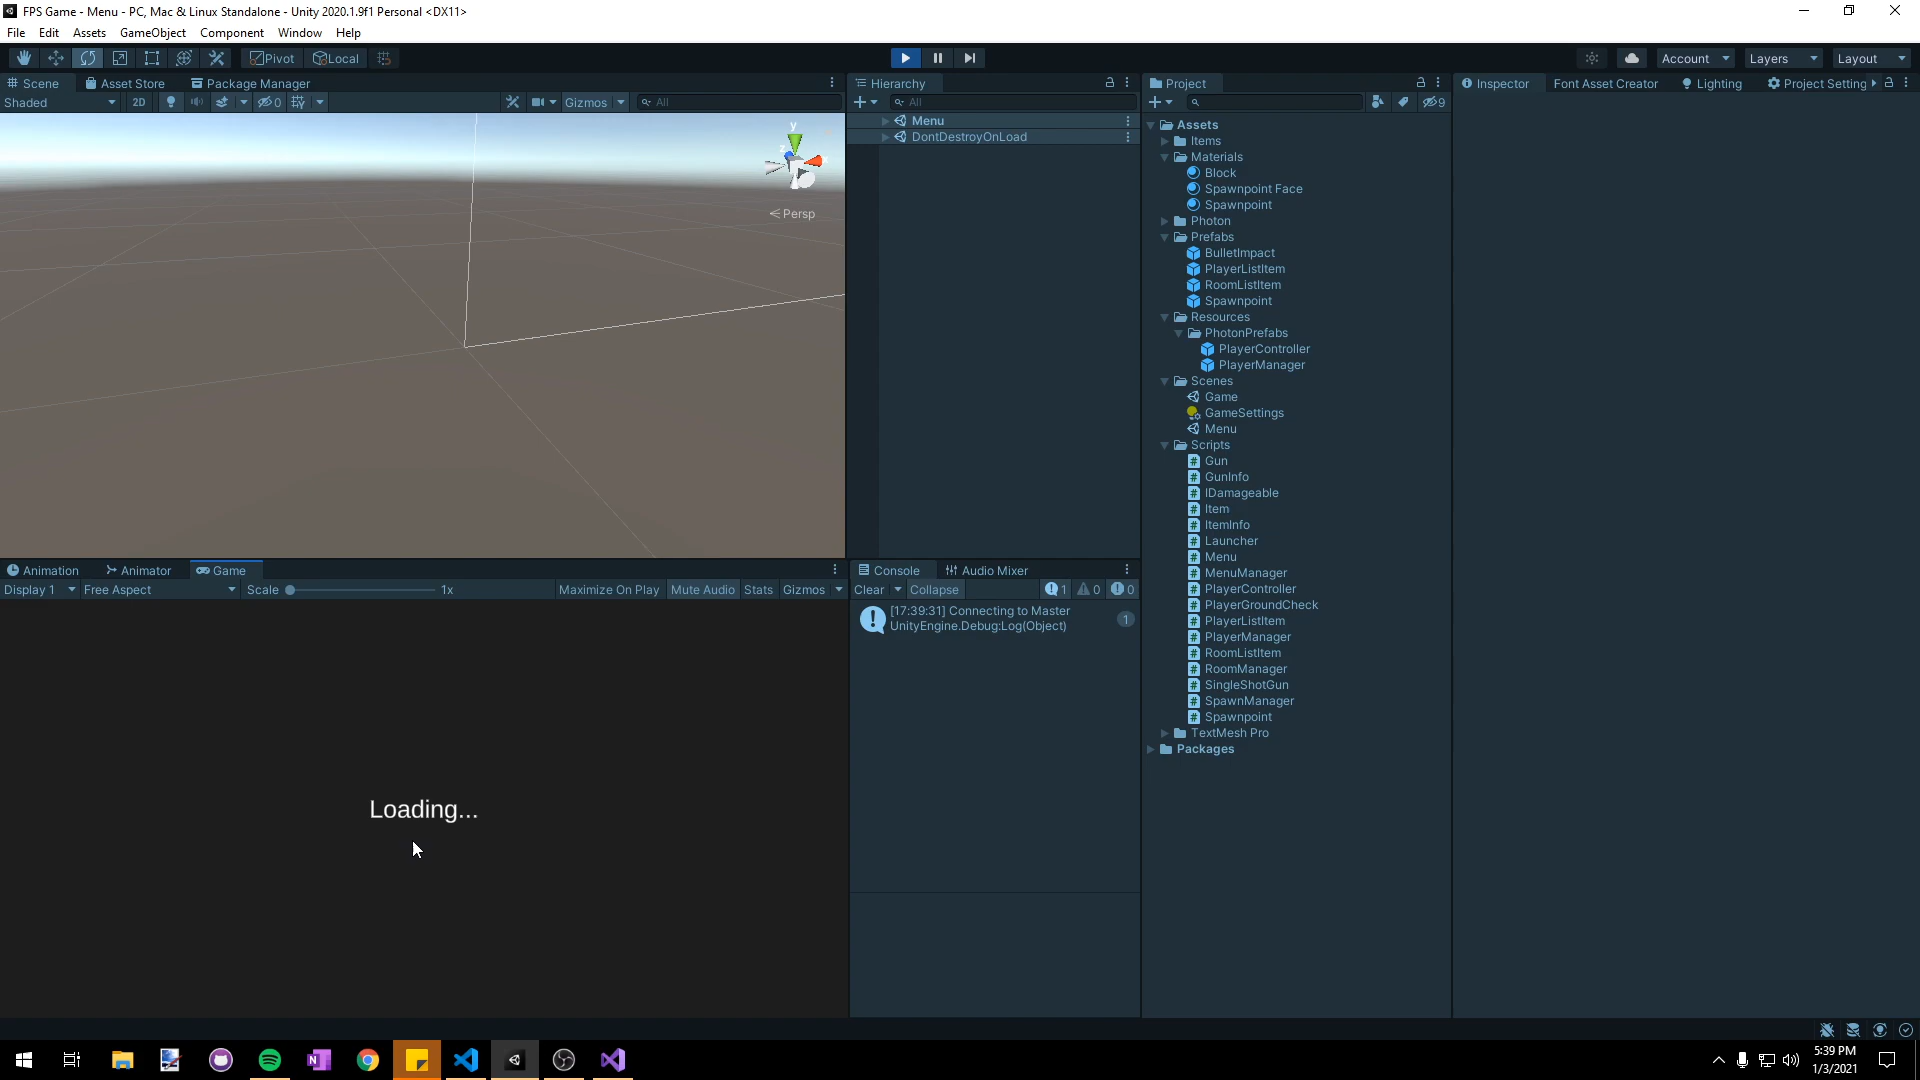 FPS Game - Menu - PC, Mac & Linux Standalone - Unity 2020.1.9f1 Personal <DX11>
File Edit Assets GameObject Component Window Help
Pivot Local Account Layers Layout
Scene Asset Store Package Manager
Shaded 2D Gizmos All
y
x
z
Persp
Hierarchy
All
Menu
DontDestroyOnLoad
Project
9
Assets
Items
Materials
Block
Spawnpoint Face
Spawnpoint
Photon
Prefabs
BulletImpact
PlayerListItem
RoomListItem
Spawnpoint
Resources
PhotonPrefabs
PlayerController
PlayerManager
Scenes
Game
GameSettings
Menu
Scripts
Gun
GunInfo
IDamageable
Item
ItemInfo
Launcher
Menu
MenuManager
PlayerController
PlayerGroundCheck
PlayerListItem
PlayerManager
RoomListItem
RoomManager
SingleShotGun
SpawnManager
Spawnpoint
TextMesh Pro
Packages
Inspector Font Asset Creator Lighting Project Setting
Animation Animator Game
Display 1 Free Aspect Scale 1x Maximize On Play Mute Audio Stats Gizmos
Loading...
Console Audio Mixer
Clear Collapse 1 0 0
[17:39:31] Connecting to Master
UnityEngine.Debug:Log(Object)
1
5:39 PM
1/3/2021